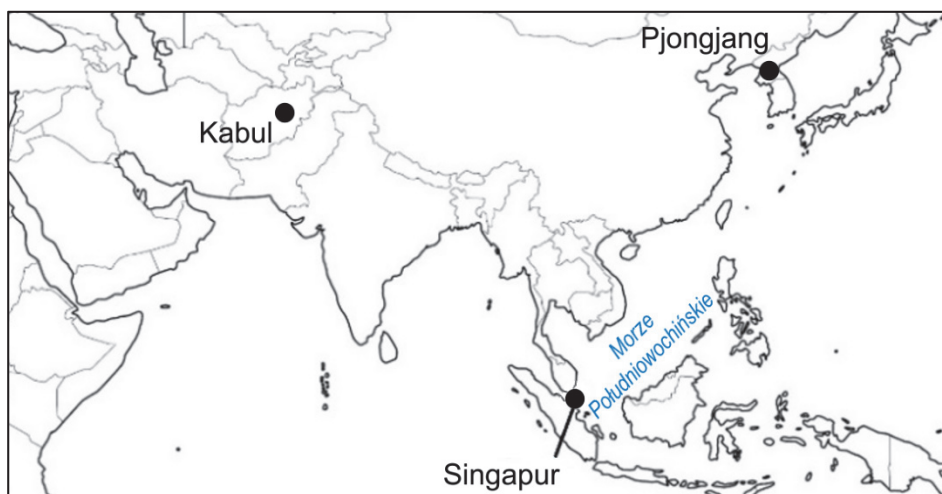 Pjongjang
Kabul
Morze
Południowochińskie
Singapur